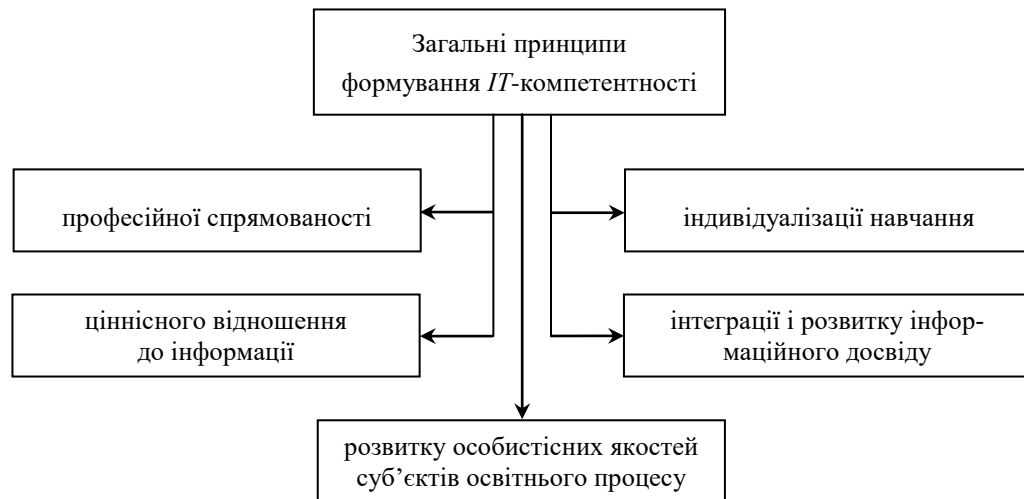 Загальні принципи
формування IT-компетентності
професійної спрямованості
індивідуалізації навчання
ціннісного відношення
до інформації
інтеграції і розвитку інфор-
маційного досвіду
розвитку особистісних якостей
суб’єктів освітнього процесу